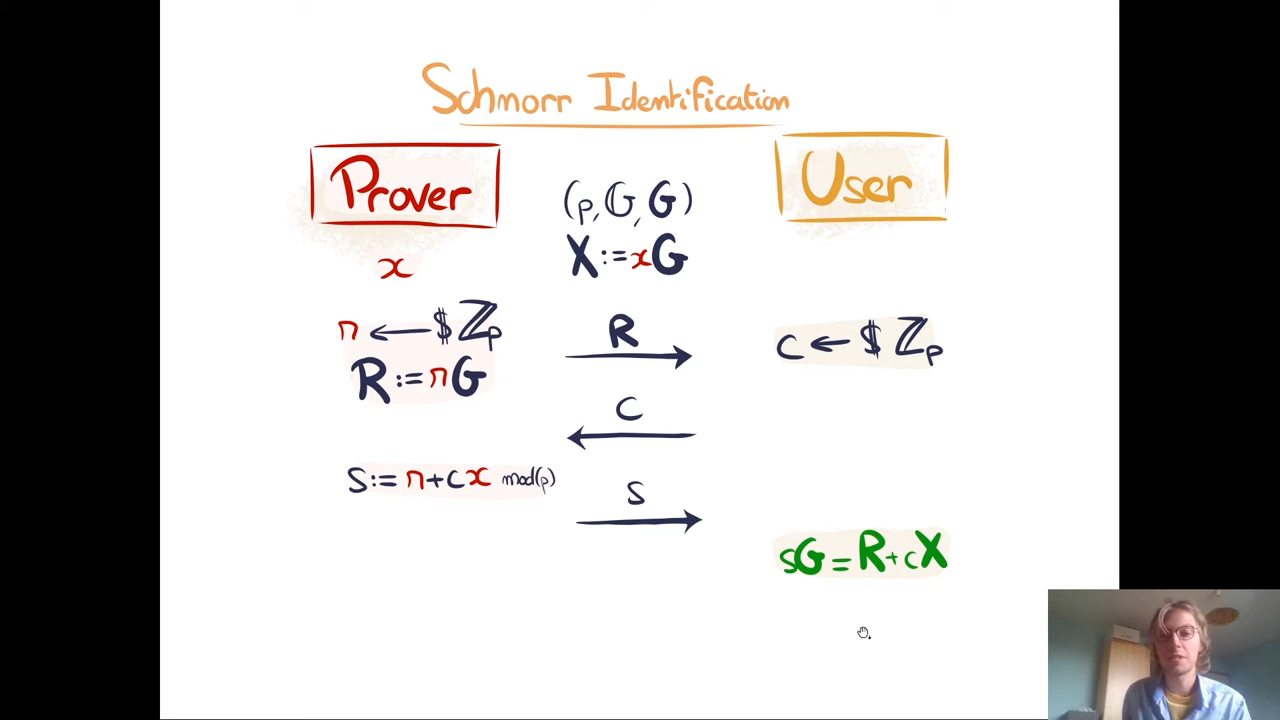 Schnorr Identification
Prover
User
(p, 𝔾, G)
X := xG
x
r ← $ ℤp
R := rG
R
c ← $ ℤp
c
s := r + cx mod(p)
s
sG = R + cX